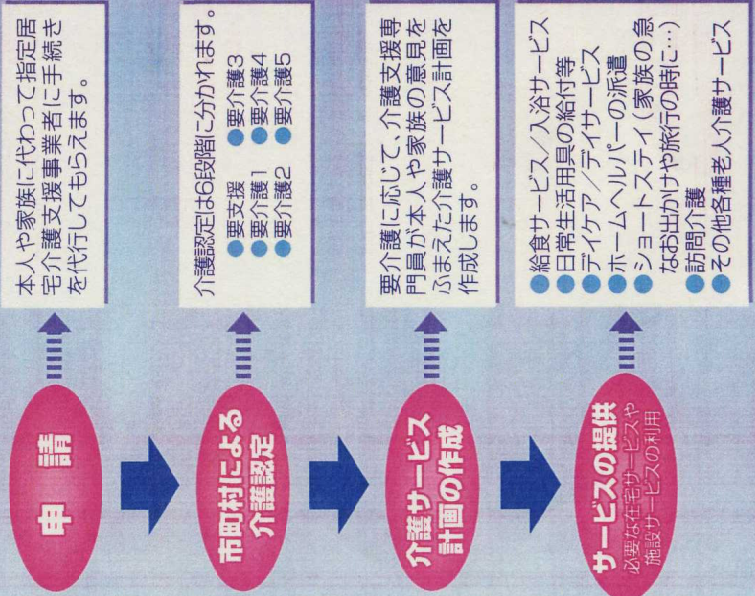 申請
本人や家族に代わって指定居
宅介護支援事業者に手続き
を代行してもらえます。
市町村による
介護認定
介護認定は6段階に分かれます。
●要支援 ●要介護3
●要介護1 ●要介護4
●要介護2 ●要介護5
介護サービス
計画の作成
要介護に応じて、介護支援専
門員が本人や家族の意見を
ふまえた介護サービス計画を
作成します。
サービスの提供
必要な在宅サービスや
施設サービスの利用
●給食サービス/入浴サービス
●日常生活用具の給付等
●デイケア/デイサービス
●ホームヘルパーの派遣
●ショートステイ(家族の急
なお出かけや旅行の時に…)
●訪問介護
●その他各種老人介護サービス